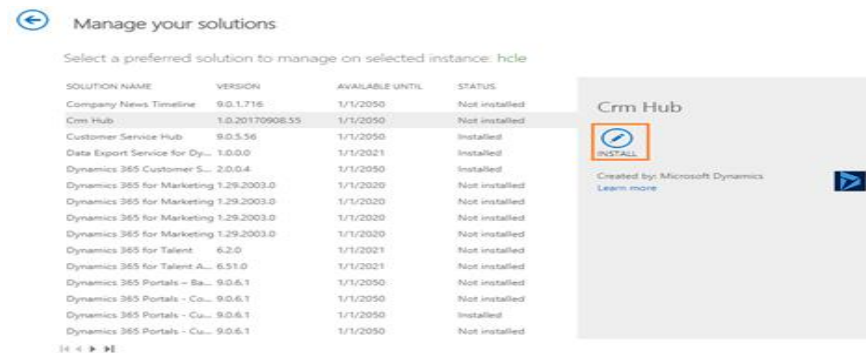 Manage your solutions
Select a preferred solution to manage on selected instance: hcle
SOLUTION NAME VERSION AVAILABLE UNTIL STATUS
Company News Timeline 9.0.1.716 1/1/2050 Not installed
Crm Hub 1.0.20170908.55 1/1/2050 Not installed
Customer Service Hub 9.0.5.56 1/1/2050 Installed
Data Export Service for Dy... 1.0.0.0 1/1/2021 Installed
Dynamics 365 Customer S... 2.0.0.4 1/1/2050 Installed
Dynamics 365 for Marketing 1.29.2003.0 1/1/2020 Not installed
Dynamics 365 for Marketing 1.29.2003.0 1/1/2020 Not installed
Dynamics 365 for Marketing 1.29.2003.0 1/1/2020 Not installed
Dynamics 365 for Marketing 1.29.2003.0 1/1/2020 Not installed
Dynamics 365 for Talent 6.2.0 1/1/2021 Not installed
Dynamics 365 for Talent A... 6.51.0 1/1/2021 Not installed
Dynamics 365 Portals – Ba... 9.0.6.1 1/1/2050 Not installed
Dynamics 365 Portals - Co... 9.0.6.1 1/1/2050 Not installed
Dynamics 365 Portals - Cu... 9.0.6.1 1/1/2050 Installed
Dynamics 365 Portals - Cu... 9.0.6.1 1/1/2050 Not installed
Crm Hub
INSTALL
Created by: Microsoft Dynamics
Learn more